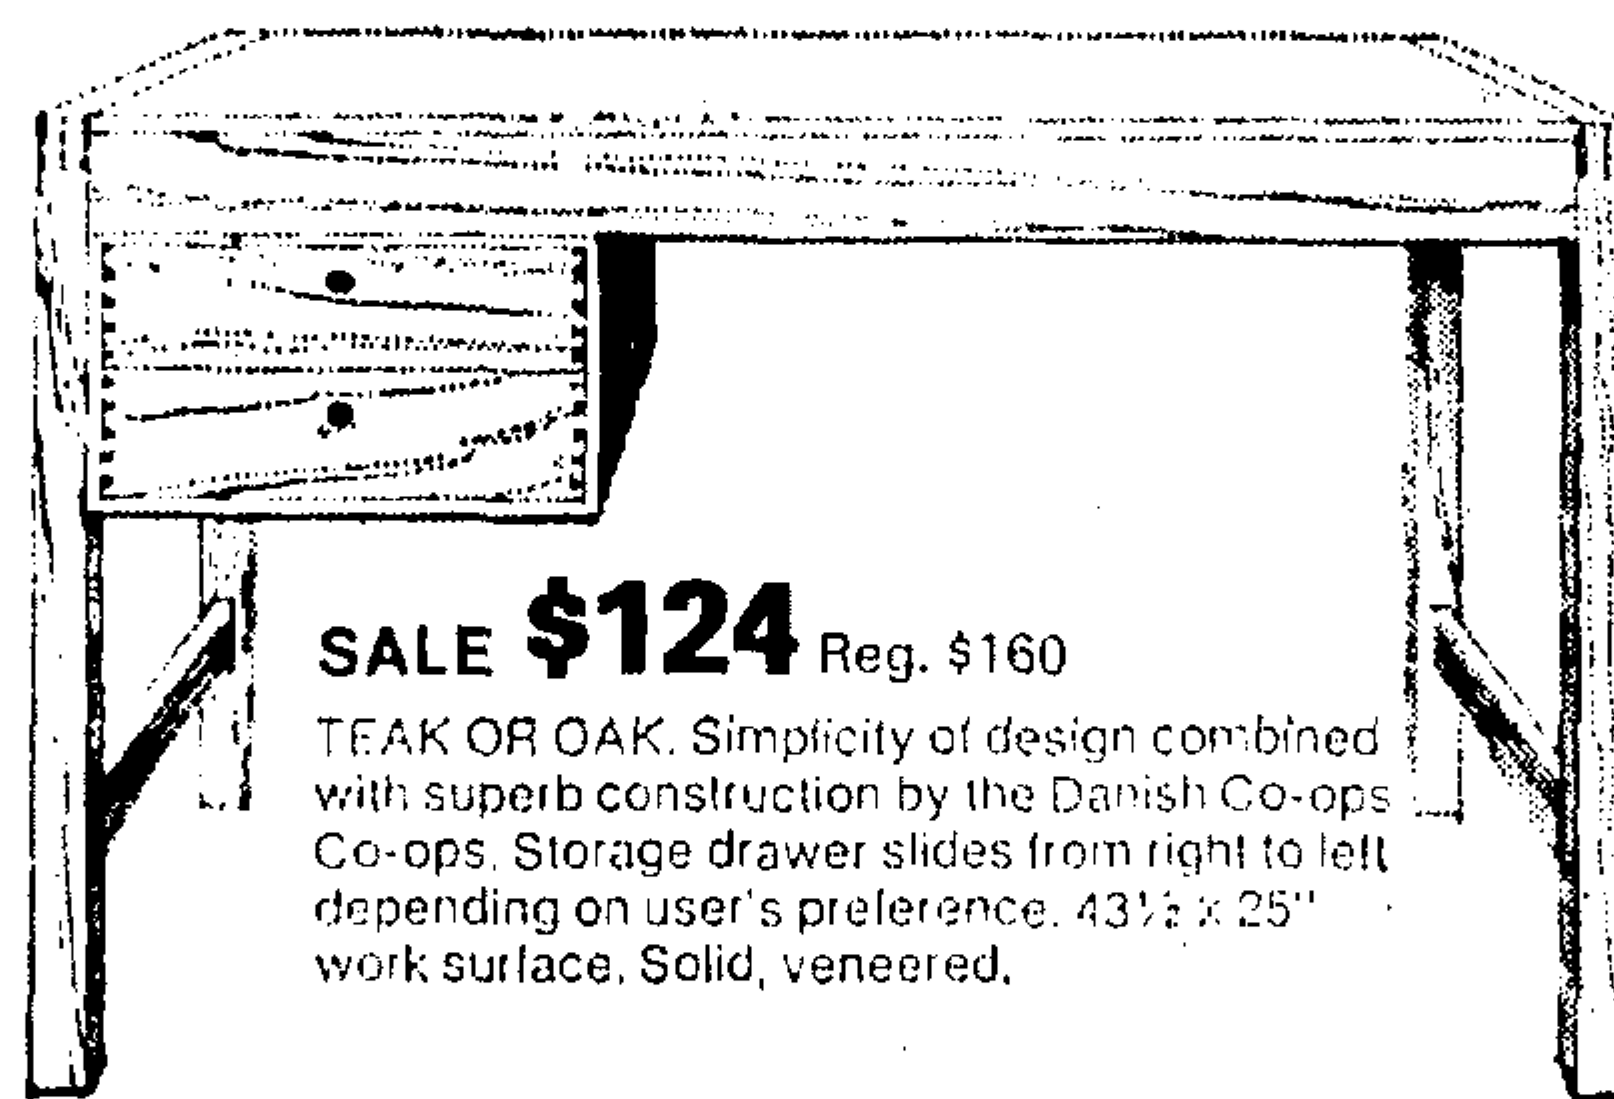 SALE $124 Reg. $160
TEAK OR OAK. Simplicity of design combined
with superb construction by the Danish Co-ops
Co-ops. Storage drawer slides from right to left
depending on user's preference. 43½ x 25"
work surface. Solid, veneered.